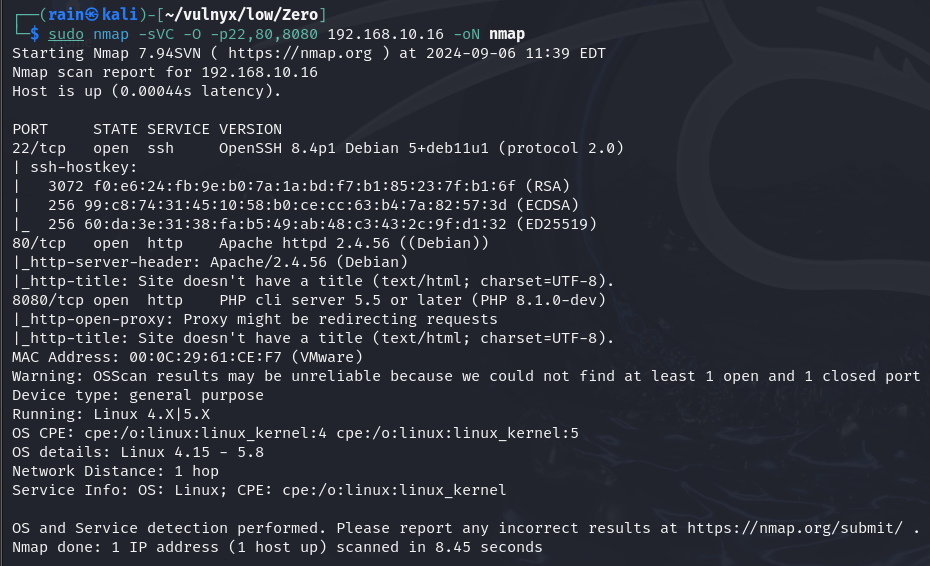 ┌──(rain㉿kali)-[~/vulnyx/low/Zero]
└─$ sudo nmap -sVC -O -p22,80,8080 192.168.10.16 -oN nmap
Starting Nmap 7.94SVN ( https://nmap.org ) at 2024-09-06 11:39 EDT
Nmap scan report for 192.168.10.16
Host is up (0.00044s latency).

PORT     STATE SERVICE VERSION
22/tcp   open  ssh     OpenSSH 8.4p1 Debian 5+deb11u1 (protocol 2.0)
| ssh-hostkey:
|   3072 f0:e6:24:fb:9e:b0:7a:1a:bd:f7:b1:85:23:7f:b1:6f (RSA)
|   256 99:c8:74:31:45:10:58:b0:ce:cc:63:b4:7a:82:57:3d (ECDSA)
|_  256 60:da:3e:31:38:fa:b5:49:ab:48:c3:43:2c:9f:d1:32 (ED25519)
80/tcp   open  http    Apache httpd 2.4.56 ((Debian))
|_http-server-header: Apache/2.4.56 (Debian)
|_http-title: Site doesn't have a title (text/html; charset=UTF-8).
8080/tcp open  http    PHP cli server 5.5 or later (PHP 8.1.0-dev)
|_http-open-proxy: Proxy might be redirecting requests
|_http-title: Site doesn't have a title (text/html; charset=UTF-8).
MAC Address: 00:0C:29:61:CE:F7 (VMware)
Warning: OSScan results may be unreliable because we could not find at least 1 open and 1 closed port
Device type: general purpose
Running: Linux 4.X|5.X
OS CPE: cpe:/o:linux:linux_kernel:4 cpe:/o:linux:linux_kernel:5
OS details: Linux 4.15 - 5.8
Network Distance: 1 hop
Service Info: OS: Linux; CPE: cpe:/o:linux:linux_kernel

OS and Service detection performed. Please report any incorrect results at https://nmap.org/submit/ .
Nmap done: 1 IP address (1 host up) scanned in 8.45 seconds